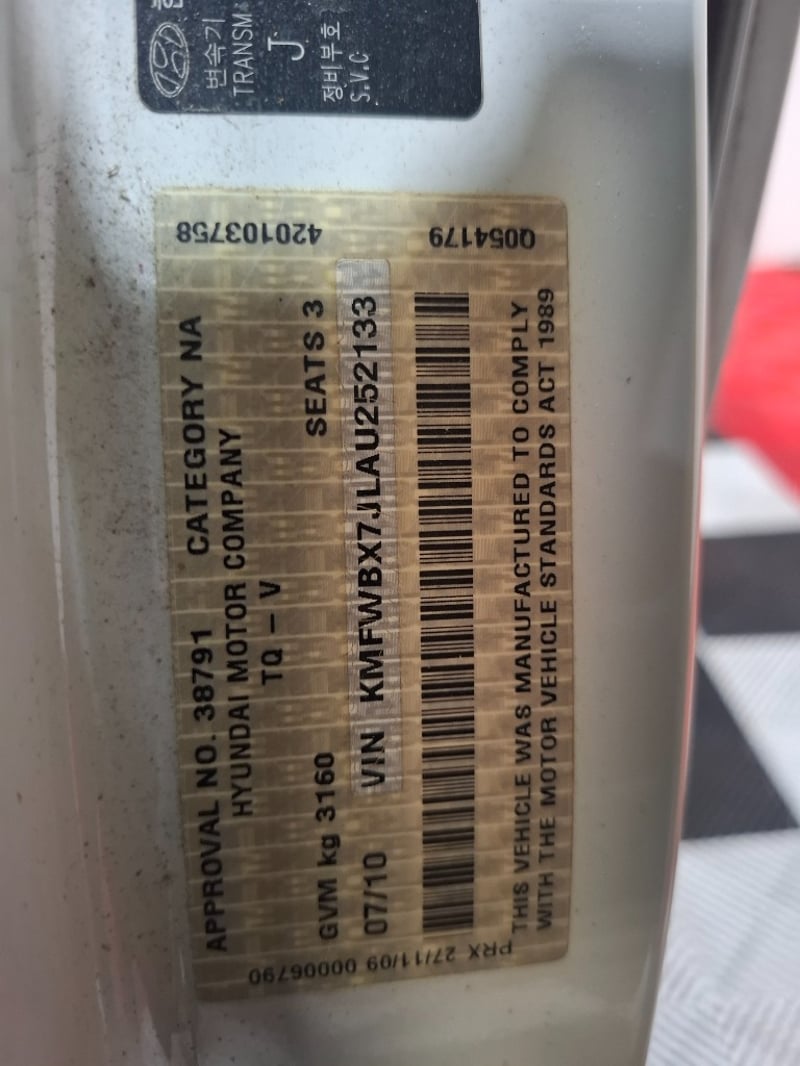 변속기
TRANSM
J
정비부호
S.V.C
420103758
Q054179
APPROVAL NO. 38791 CATEGORY NA
HYUNDAI MOTOR COMPANY
TQ – V
GVM kg 3160 SEATS 3
07/10 VIN KMFWBX7JLAU252133
THIS VEHICLE WAS MANUFACTURED TO COMPLY
WITH THE MOTOR VEHICLE STANDARDS ACT 1989
PRX 27/11/09 00006790